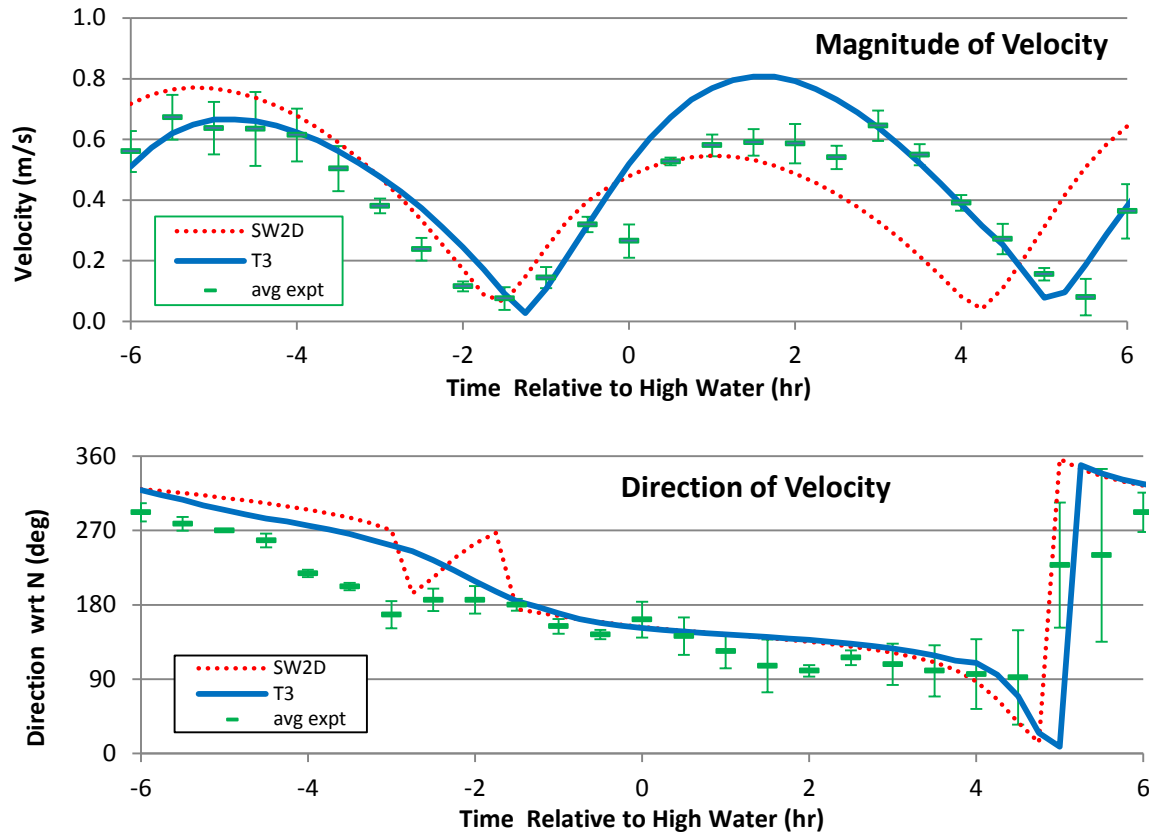 Magnitude of Velocity
Velocity (m/s)
1.0
0.8
0.6
0.4
0.2
0.0
SW2D
T3
avg expt
-6 -4 -2 0 2 4 6
Time Relative to High Water (hr)
Direction of Velocity
Direction wrt N (deg)
360
270
180
90
0
SW2D
T3
avg expt
-6 -4 -2 0 2 4 6
Time Relative to High Water (hr)